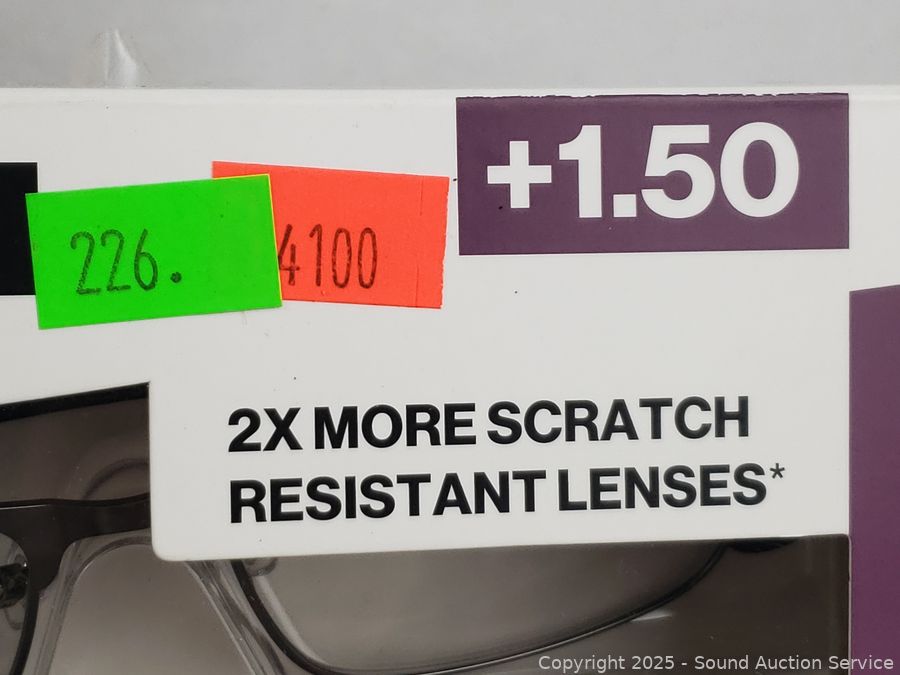 +1.50
226.
4100
2X MORE SCRATCH
RESISTANT LENSES*
Copyright 2025 - Sound Auction Service